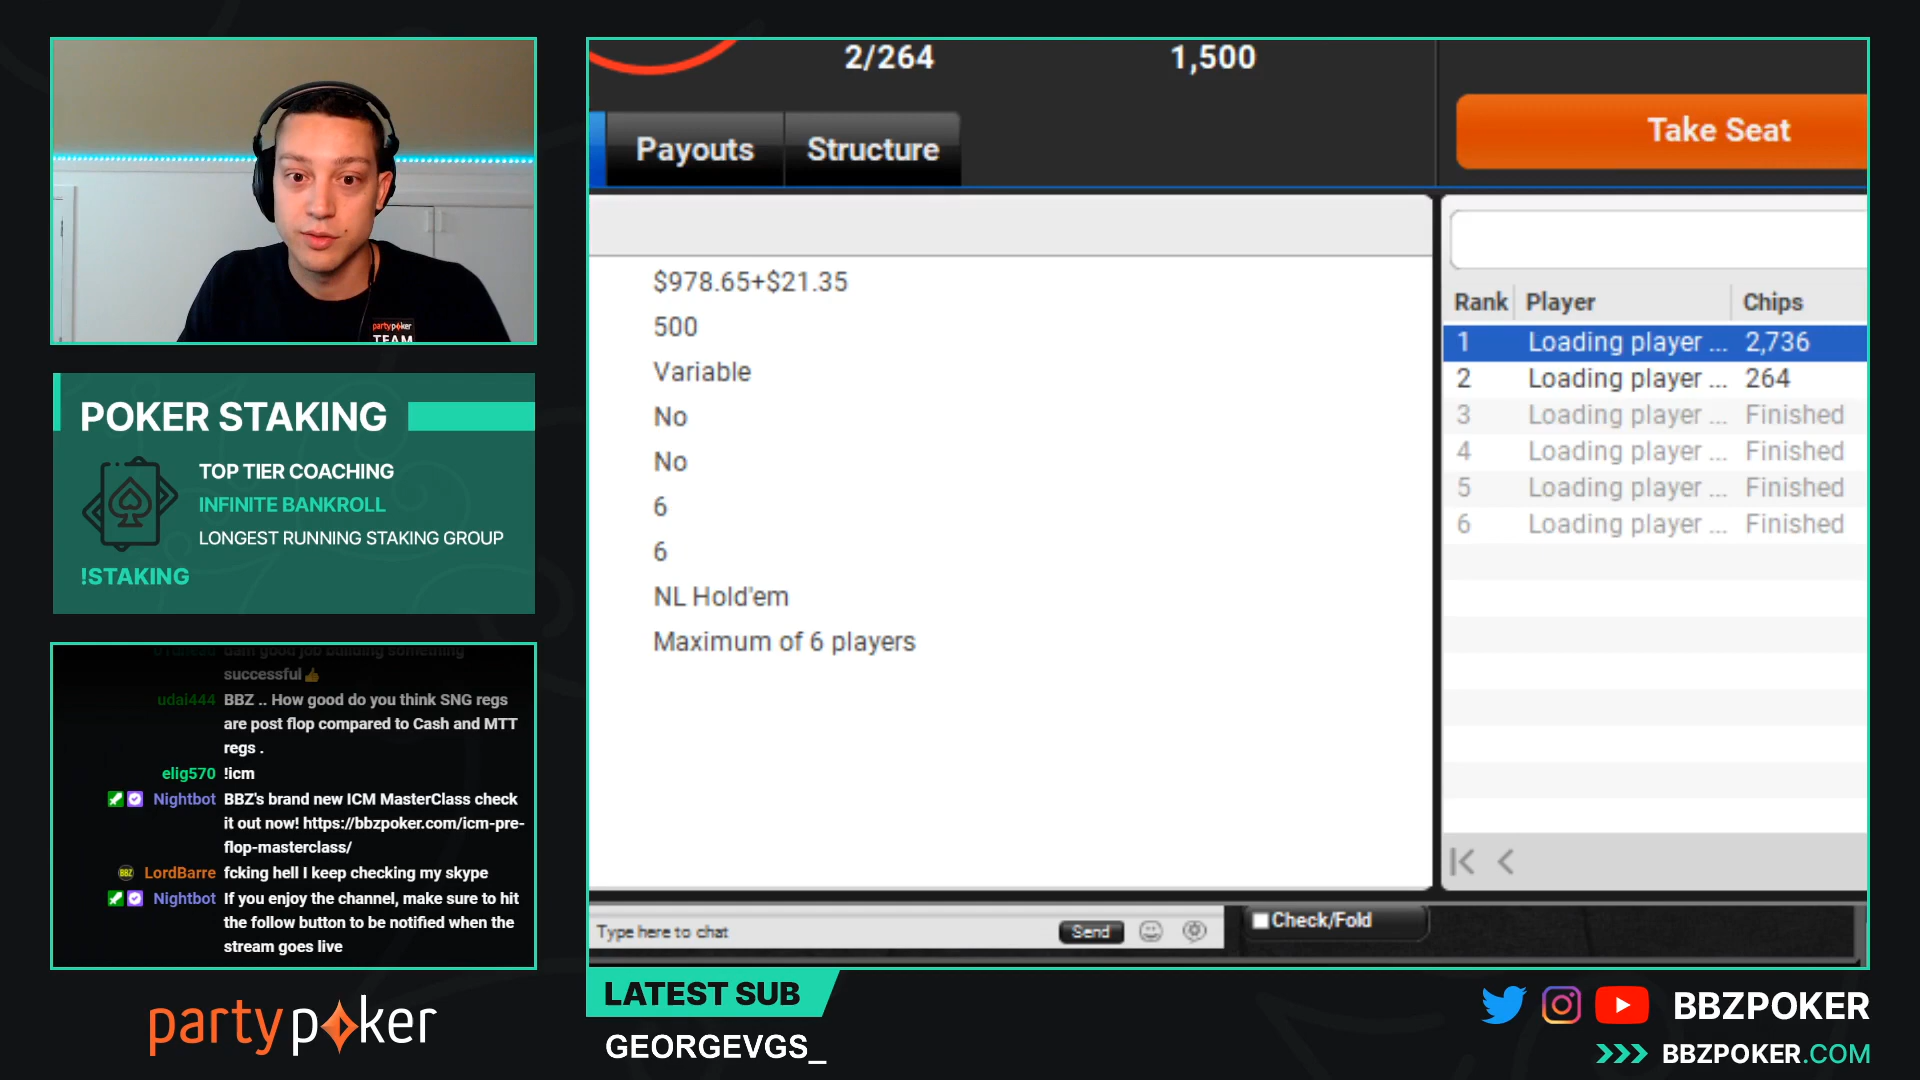 partypoker
TEAM
POKER STAKING
TOP TIER COACHING
INFINITE BANKROLL
LONGEST RUNNING STAKING GROUP
!STAKING
good job building something
successful
udai444 BBZ .. How good do you think SNG regs
are post flop compared to Cash and MTT
regs .
elig570 !icm
Nightbot BBZ's brand new ICM MasterClass check
it out now! https://bbzpoker.com/icm-pre-
flop-masterclass/
BBZ LordBarre fcking hell I keep checking my skype
Nightbot If you enjoy the channel, make sure to hit
the follow button to be notified when the
stream goes live
partypoker
2/264 1,500
Take Seat
Payouts Structure
$978.65+$21.35
500
Variable
No
No
6
6
NL Hold'em
Maximum of 6 players
Rank Player Chips
1 Loading player ... 2,736
2 Loading player ... 264
3 Loading player ... Finished
4 Loading player ... Finished
5 Loading player ... Finished
6 Loading player ... Finished
Type here to chat Send
Check/Fold
LATEST SUB
GEORGEVGS_
BBZPOKER
BBZPOKER.COM